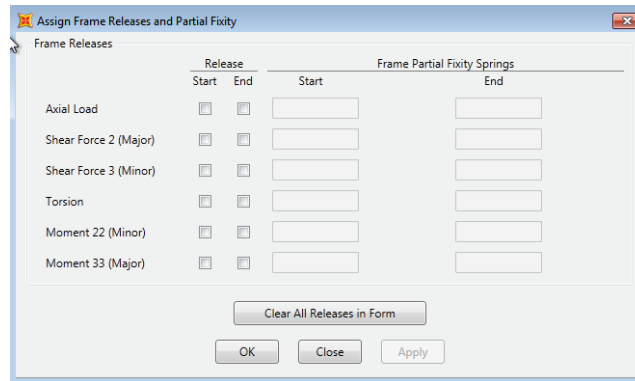 Assign Frame Releases and Partial Fixity
Frame Releases
Release Frame Partial Fixity Springs
Start End Start End
Axial Load
Shear Force 2 (Major)
Shear Force 3 (Minor)
Torsion
Moment 22 (Minor)
Moment 33 (Major)
Clear All Releases in Form
OK Close Apply